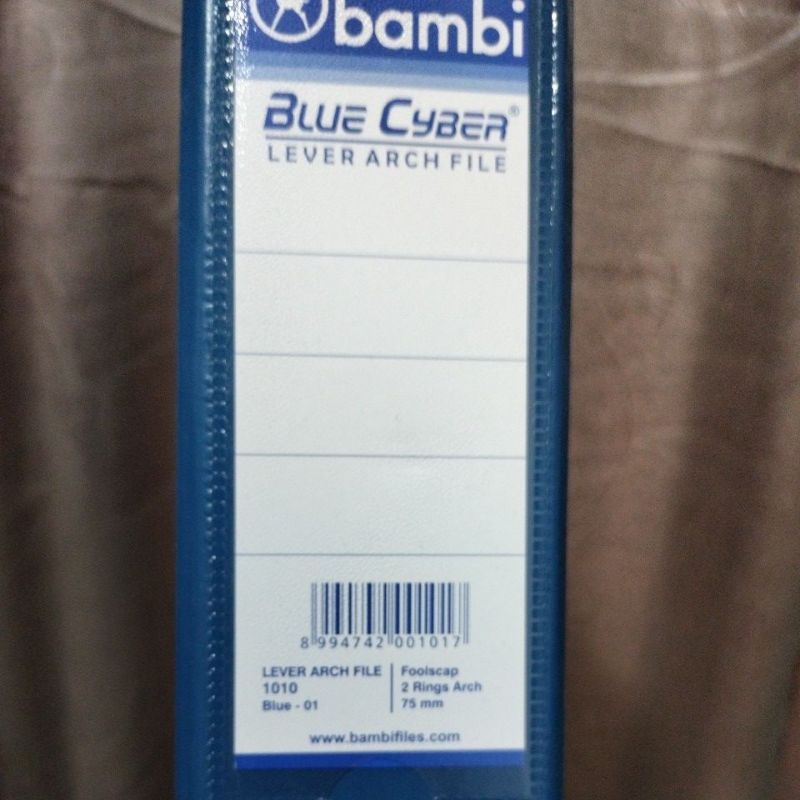 bambi
BLUE CYBER®
LEVER ARCH FILE
8 994742 001017
LEVER ARCH FILE
1010
Blue - 01
Foolscap
2 Rings Arch
75 mm
www.bambifiles.com